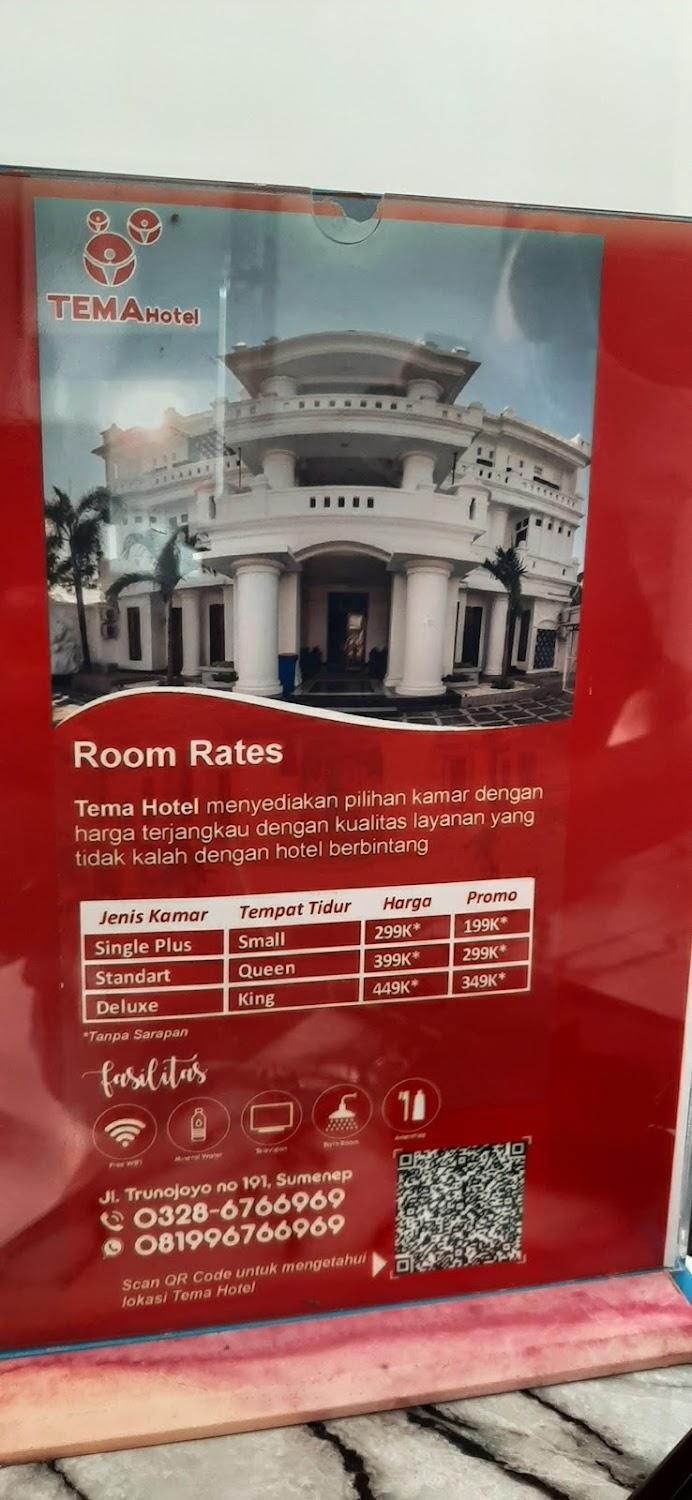 TEMA Hotel
Room Rates
Tema Hotel menyediakan pilihan kamar dengan
harga terjangkau dengan kualitas layanan yang
tidak kalah dengan hotel berbintang
Jenis Kamar Tempat Tidur Harga Promo
Single Plus Small 299K* 199K*
Standart Queen 399K* 299K*
Deluxe King 449K* 349K*
*Tanpa Sarapan
fasilitas
Free WiFi Mineral Water Television Bath Room Amenities
Jl. Trunojoyo no 191, Sumenep
0328-6766969
081996766969
Scan QR Code untuk mengetahui
lokasi Tema Hotel